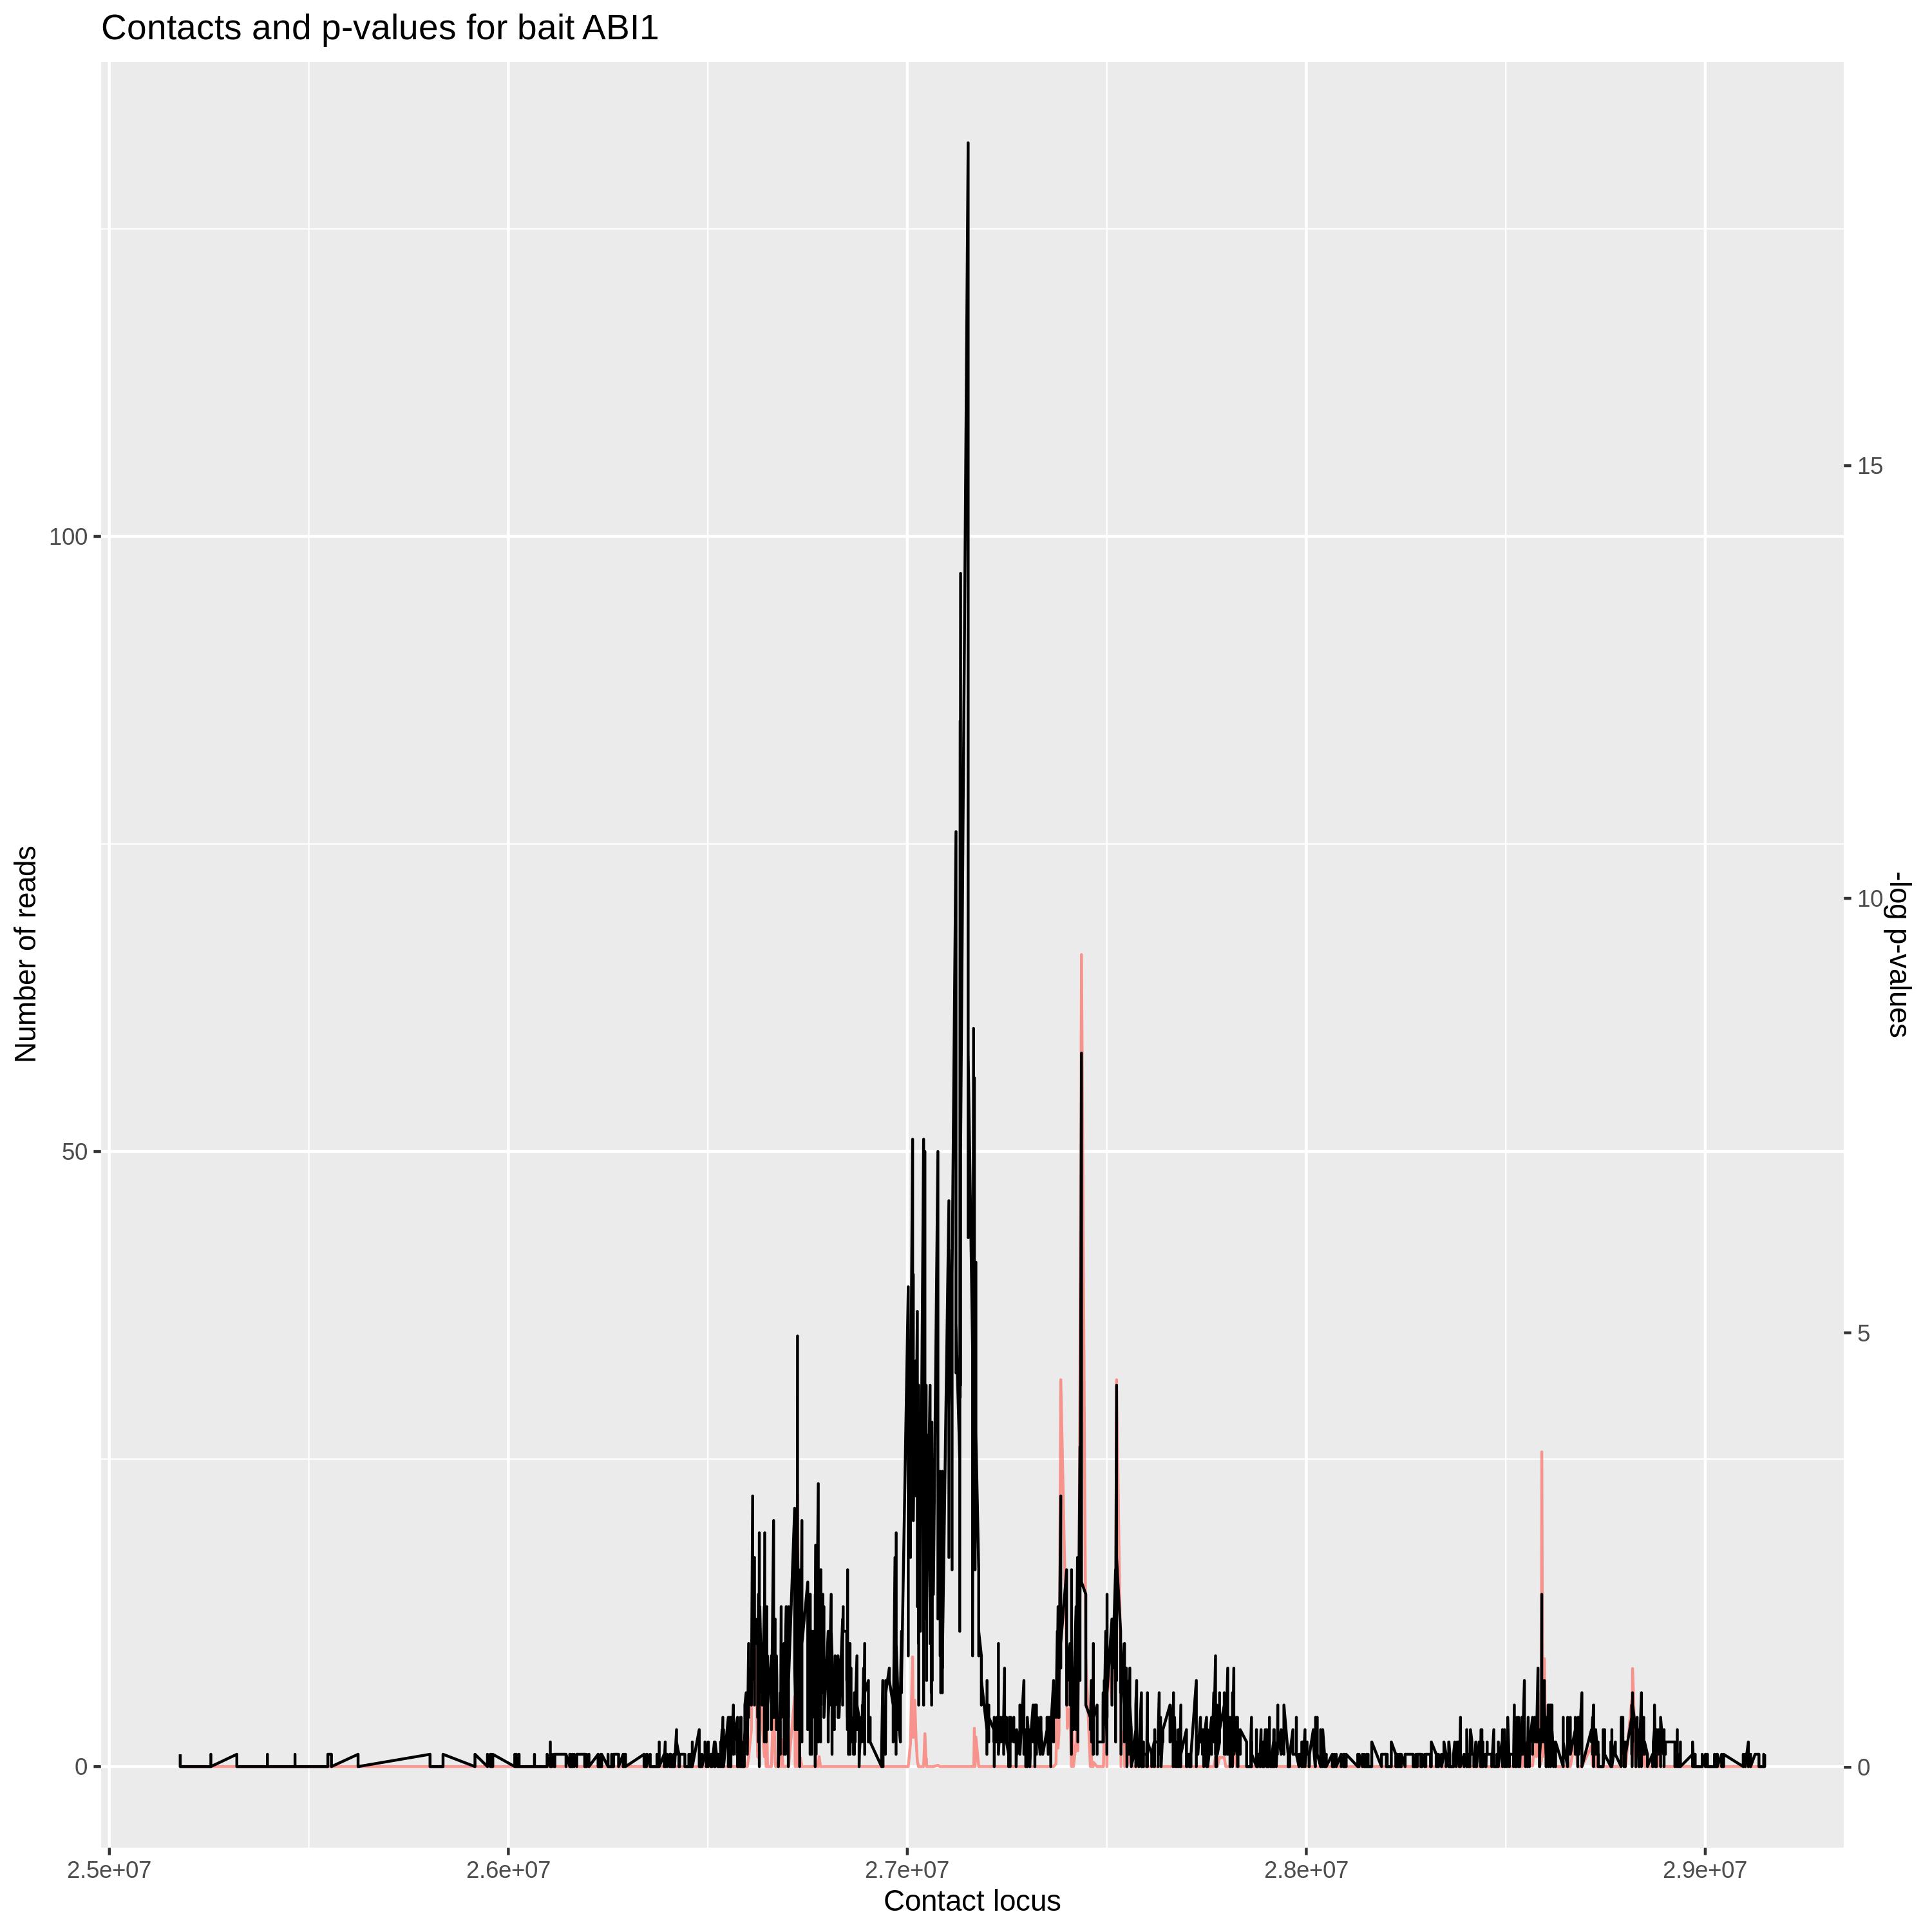 Contacts and p-values for bait ABI1
Number of reads
100
50
0
15
10
5
0
-log p-values
2.5e+07
2.6e+07
2.7e+07
2.8e+07
2.9e+07
Contact locus